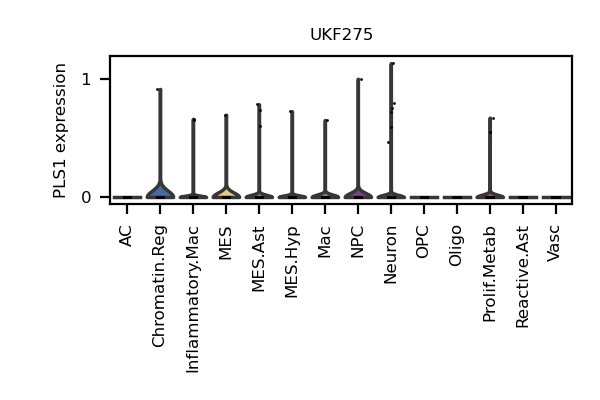 UKF275
PLS1 expression
1
0
AC
Chromatin.Reg
Inflammatory.Mac
MES
MES.Ast
MES.Hyp
Mac
NPC
Neuron
OPC
Oligo
Prolif.Metab
Reactive.Ast
Vasc